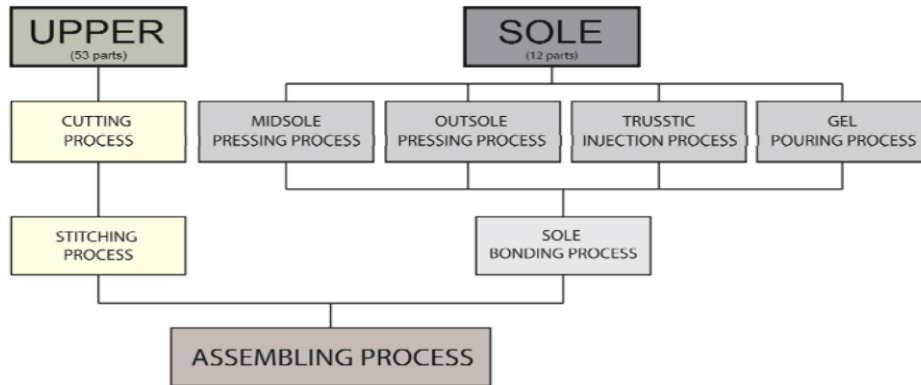 UPPER
(53 parts)
SOLE
(12 parts)
CUTTING
PROCESS
MIDSOLE
PRESSING PROCESS
OUTSOLE
PRESSING PROCESS
TRUSSTIC
INJECTION PROCESS
GEL
POURING PROCESS
STITCHING
PROCESS
SOLE
BONDING PROCESS
ASSEMBLING PROCESS